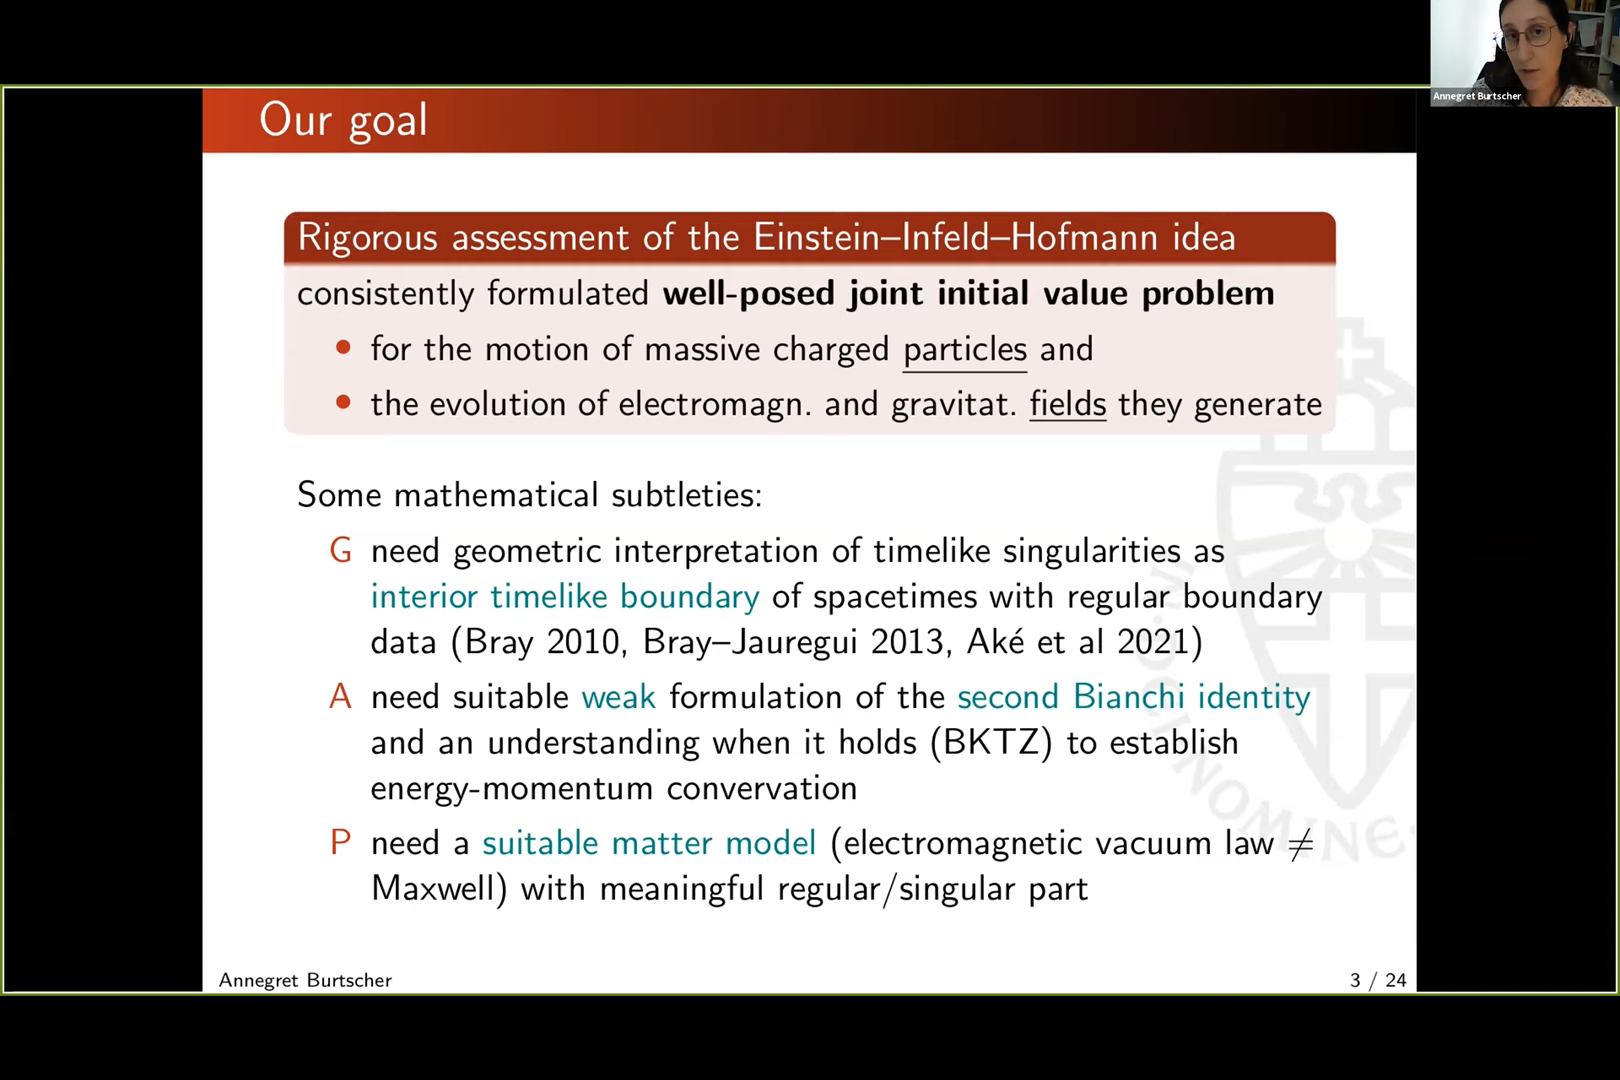 Annegret Burtscher
Our goal
Rigorous assessment of the Einstein–Infeld–Hofmann idea
consistently formulated well-posed joint initial value problem
• for the motion of massive charged particles and
• the evolution of electromagn. and gravitat. fields they generate
Some mathematical subtleties:
G need geometric interpretation of timelike singularities as
interior timelike boundary of spacetimes with regular boundary
data (Bray 2010, Bray–Jauregui 2013, Aké et al 2021)
A need suitable weak formulation of the second Bianchi identity
and an understanding when it holds (BKTZ) to establish
energy-momentum convervation
P need a suitable matter model (electromagnetic vacuum law ≠
Maxwell) with meaningful regular/singular part
Annegret Burtscher
3 / 24